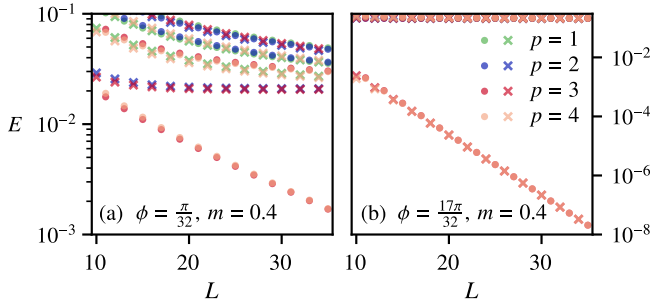 10⁻¹
10⁻²
10⁻³
E
(a) ϕ = π/32, m = 0.4
10 20 30
L
p = 1
p = 2
p = 3
p = 4
(b) ϕ = 17π/32, m = 0.4
10⁻²
10⁻⁴
10⁻⁶
10⁻⁸
10 20 30
L